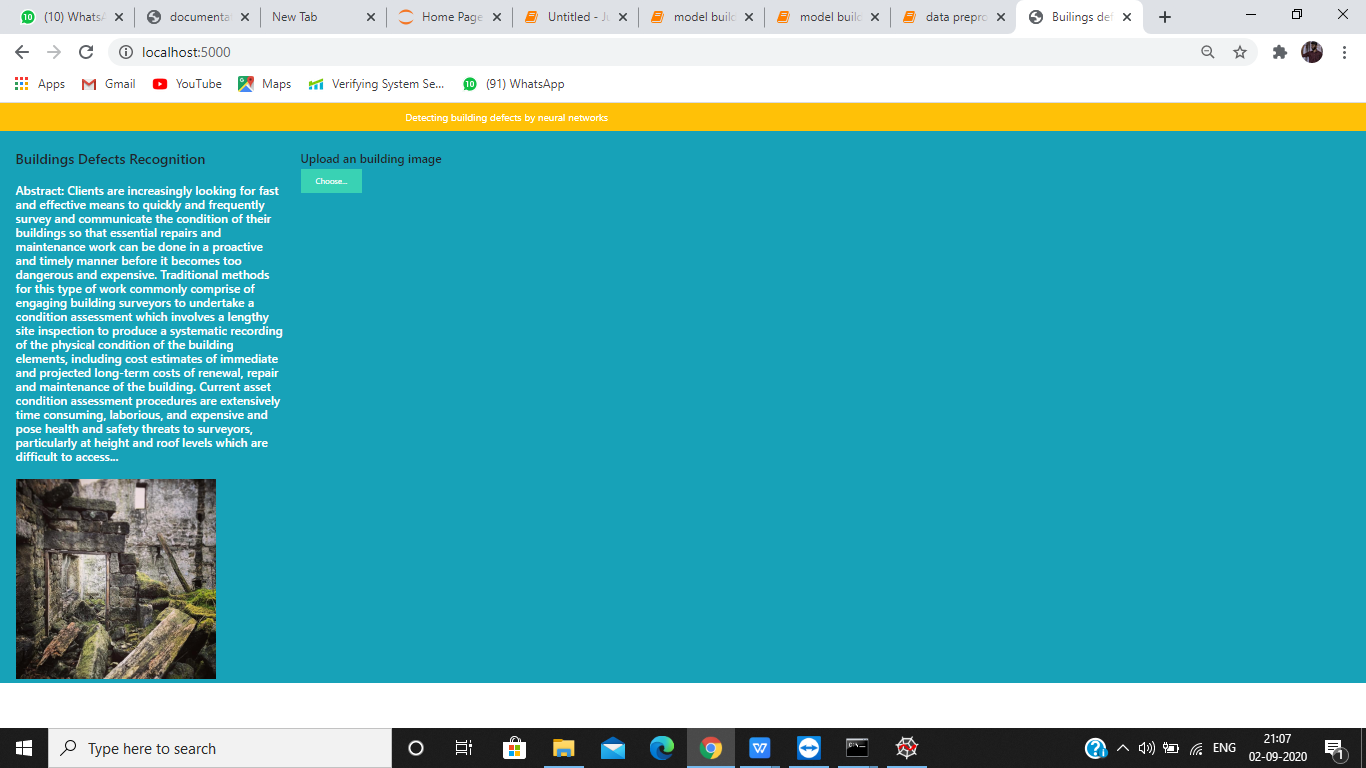 (10) WhatsA
documenta
New Tab
Home Page
Untitled - Ju
model build
model build
data prepro
Builings def
localhost:5000
Apps
Gmail
YouTube
Maps
Verifying System Se...
10
(91) WhatsApp
Detecting building defects by neural networks
Buildings Defects Recognition
Abstract: Clients are increasingly looking for fast
and effective means to quickly and frequently
survey and communicate the condition of their
buildings so that essential repairs and
maintenance work can be done in a proactive
and timely manner before it becomes too
dangerous and expensive. Traditional methods
for this type of work commonly comprise of
engaging building surveyors to undertake a
condition assessment which involves a lengthy
site inspection to produce a systematic recording
of the physical condition of the building
elements, including cost estimates of immediate
and projected long-term costs of renewal, repair
and maintenance of the building. Current asset
condition assessment procedures are extensively
time consuming, laborious, and expensive and
pose health and safety threats to surveyors,
particularly at height and roof levels which are
difficult to access...
Upload an building image
Choose...
Type here to search
ENG
21:07
02-09-2020
1